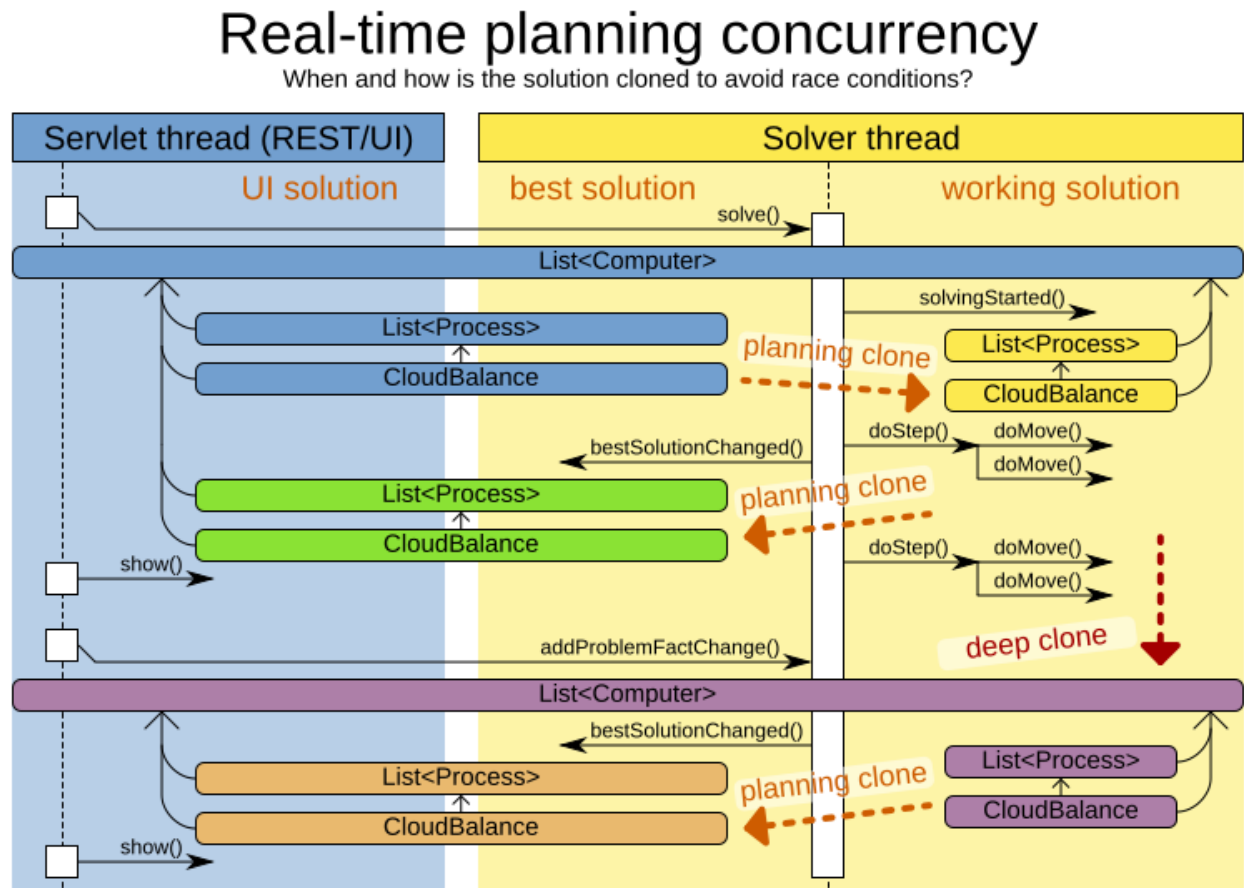 Real-time planning concurrency
When and how is the solution cloned to avoid race conditions?
Servlet thread (REST/UI)
Solver thread
UI solution
best solution
working solution
solve()
List<Computer>
solvingStarted()
List<Process>
planning clone
List<Process>
CloudBalance
CloudBalance
doStep()
doMove()
bestSolutionChanged()
doMove()
List<Process>
planning clone
CloudBalance
doStep()
doMove()
show()
doMove()
addProblemFactChange()
deep clone
List<Computer>
bestSolutionChanged()
List<Process>
List<Process>
planning clone
CloudBalance
CloudBalance
show()